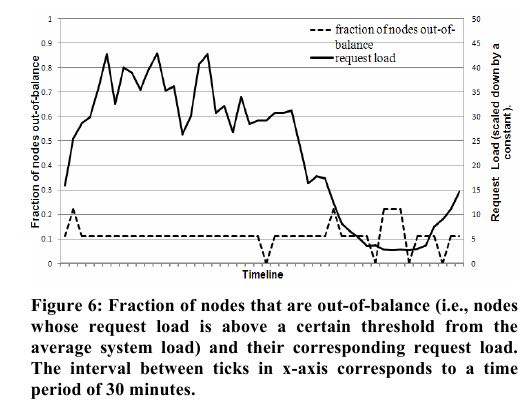 1
0.9
0.8
0.7
0.6
0.5
0.4
0.3
0.2
0.1
0
Fraction of nodes out-of-balance
50
45
40
35
30
25
20
15
10
5
0
Request Load (scaled down by a
constant).
fraction of nodes out-of-
balance
request load
Timeline
Figure 6: Fraction of nodes that are out-of-balance (i.e., nodes
whose request load is above a certain threshold from the
average system load) and their corresponding request load.
The interval between ticks in x-axis corresponds to a time
period of 30 minutes.